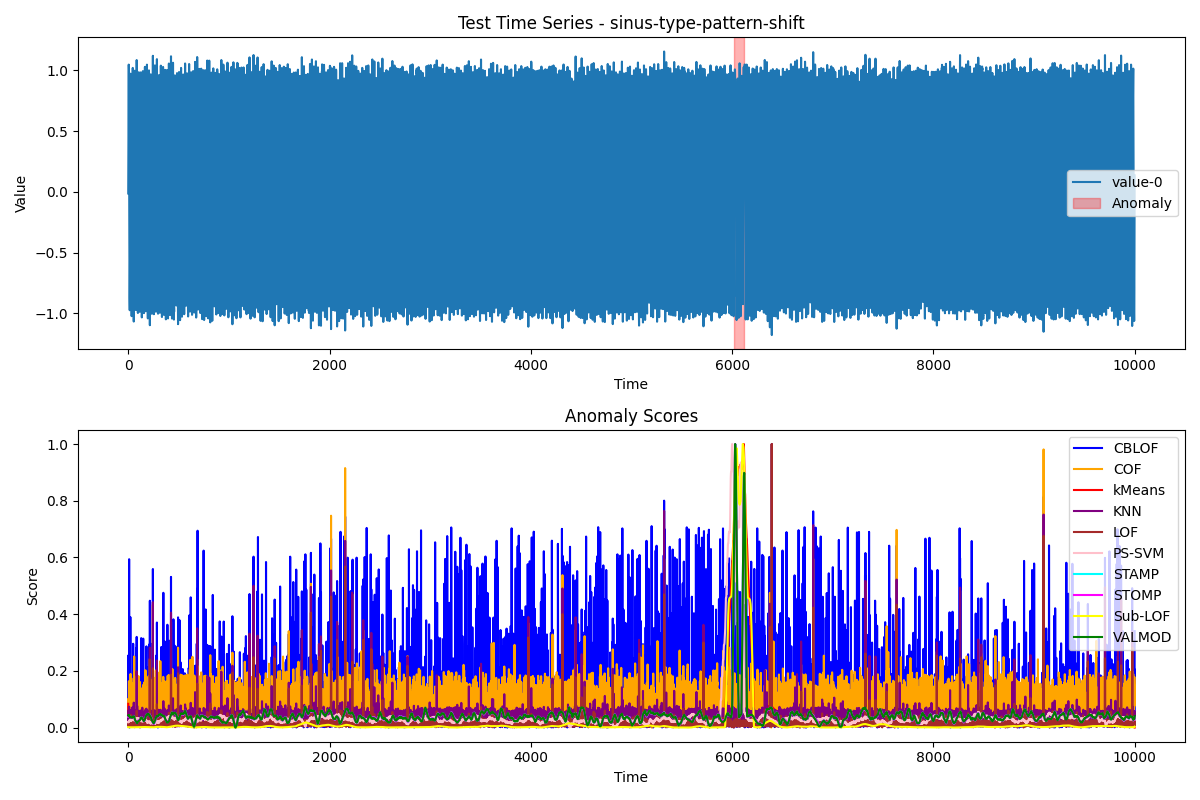 Test Time Series - sinus-type-pattern-shift
1.0
0.5
0.0
−0.5
−1.0
Value
value-0
Anomaly
0 2000 4000 6000 8000 10000
Time
Anomaly Scores
1.0
0.8
0.6
0.4
0.2
0.0
Score
CBLOF
COF
kMeans
KNN
LOF
PS-SVM
STAMP
STOMP
Sub-LOF
VALMOD
0 2000 4000 6000 8000 10000
Time